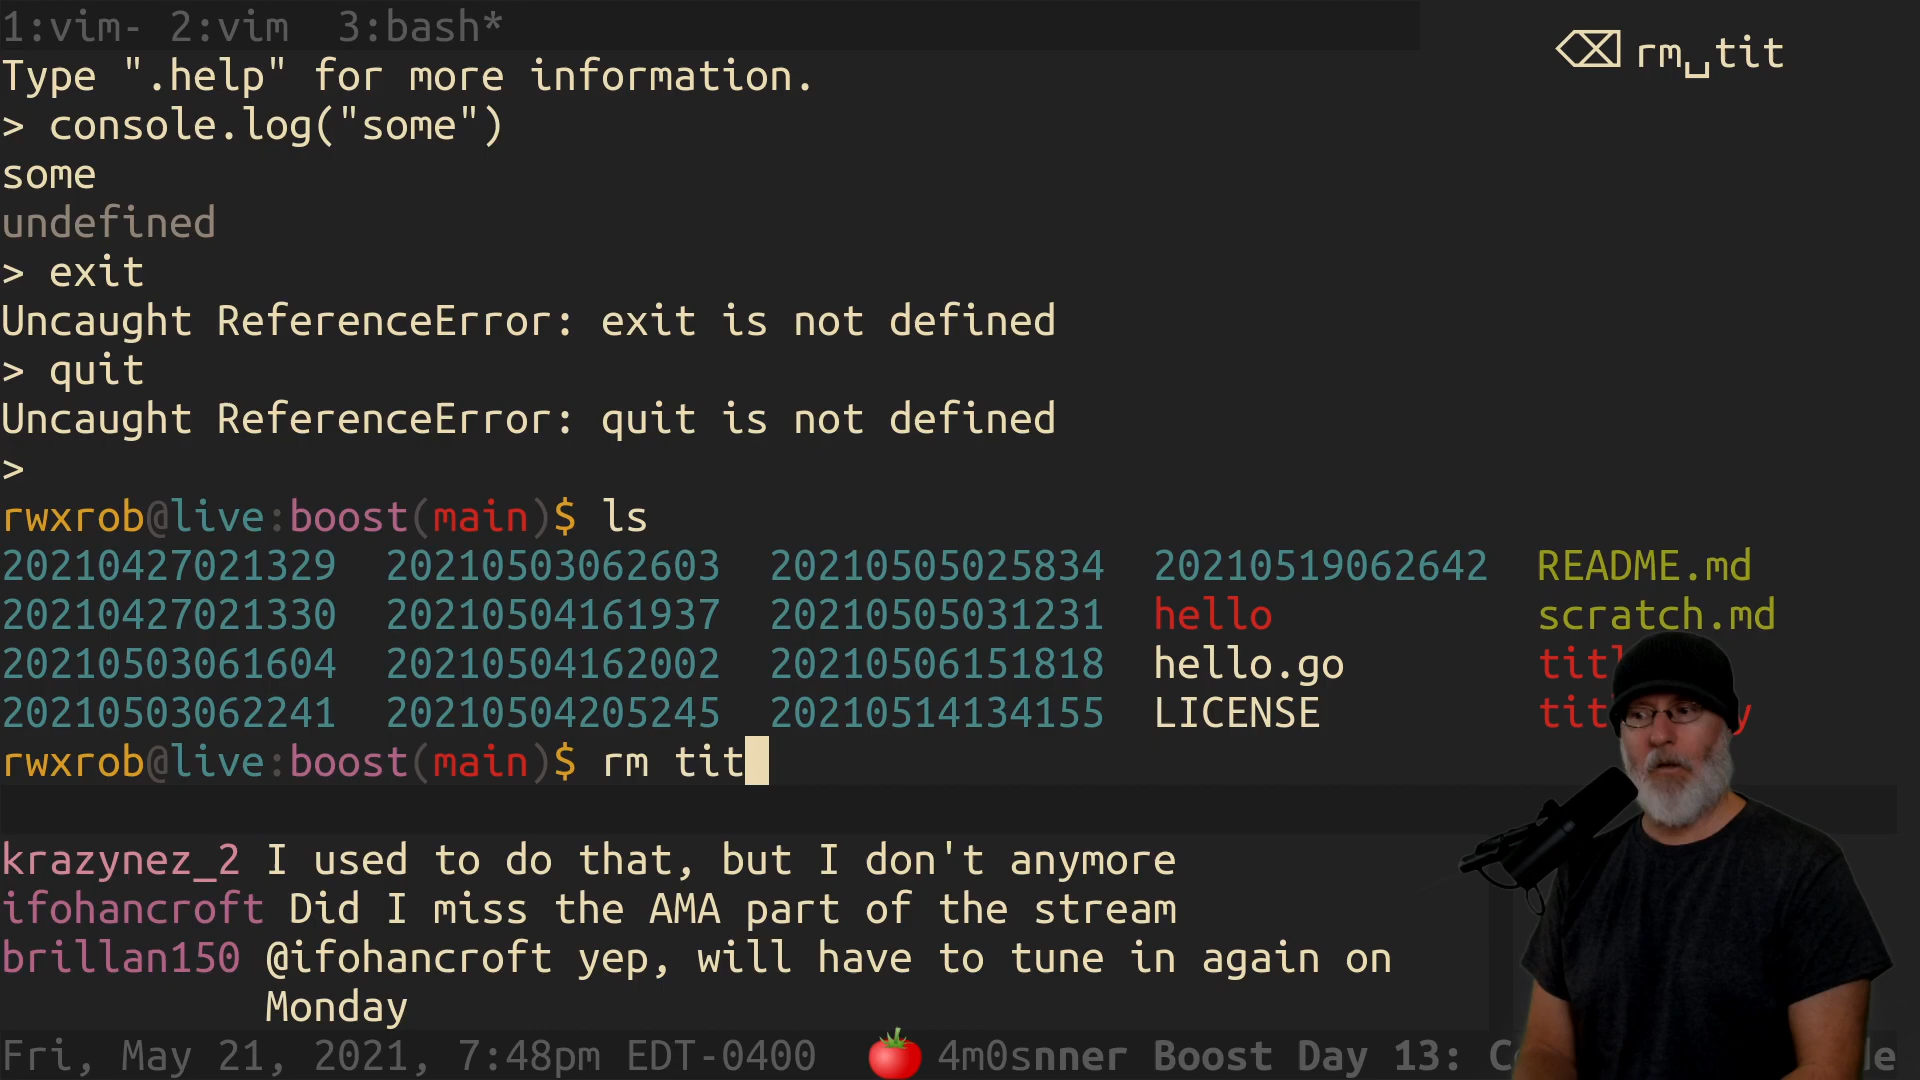 1:vim- 2:vim  3:bash*
⌫ rm␣tit
Type ".help" for more information.
> console.log("some")
some
undefined
> exit
Uncaught ReferenceError: exit is not defined
> quit
Uncaught ReferenceError: quit is not defined
>
rwxrob@live:boost(main)$ ls
20210427021329  20210503062603  20210505025834  20210519062642  README.md
20210427021330  20210504161937  20210505031231  hello  scratch.md
20210503061604  20210504162002  20210506151818  hello.go
20210503062241  20210504205245  20210514134155  LICENSE
rwxrob@live:boost(main)$ rm tit
krazynez_2 I used to do that, but I don't anymore
ifohancroft Did I miss the AMA part of the stream
brillan150 @ifohancroft yep, will have to tune in again on
Monday
Fri, May 21, 2021, 7:48pm EDT-0400 🍅 4m0snner Boost Day 13: